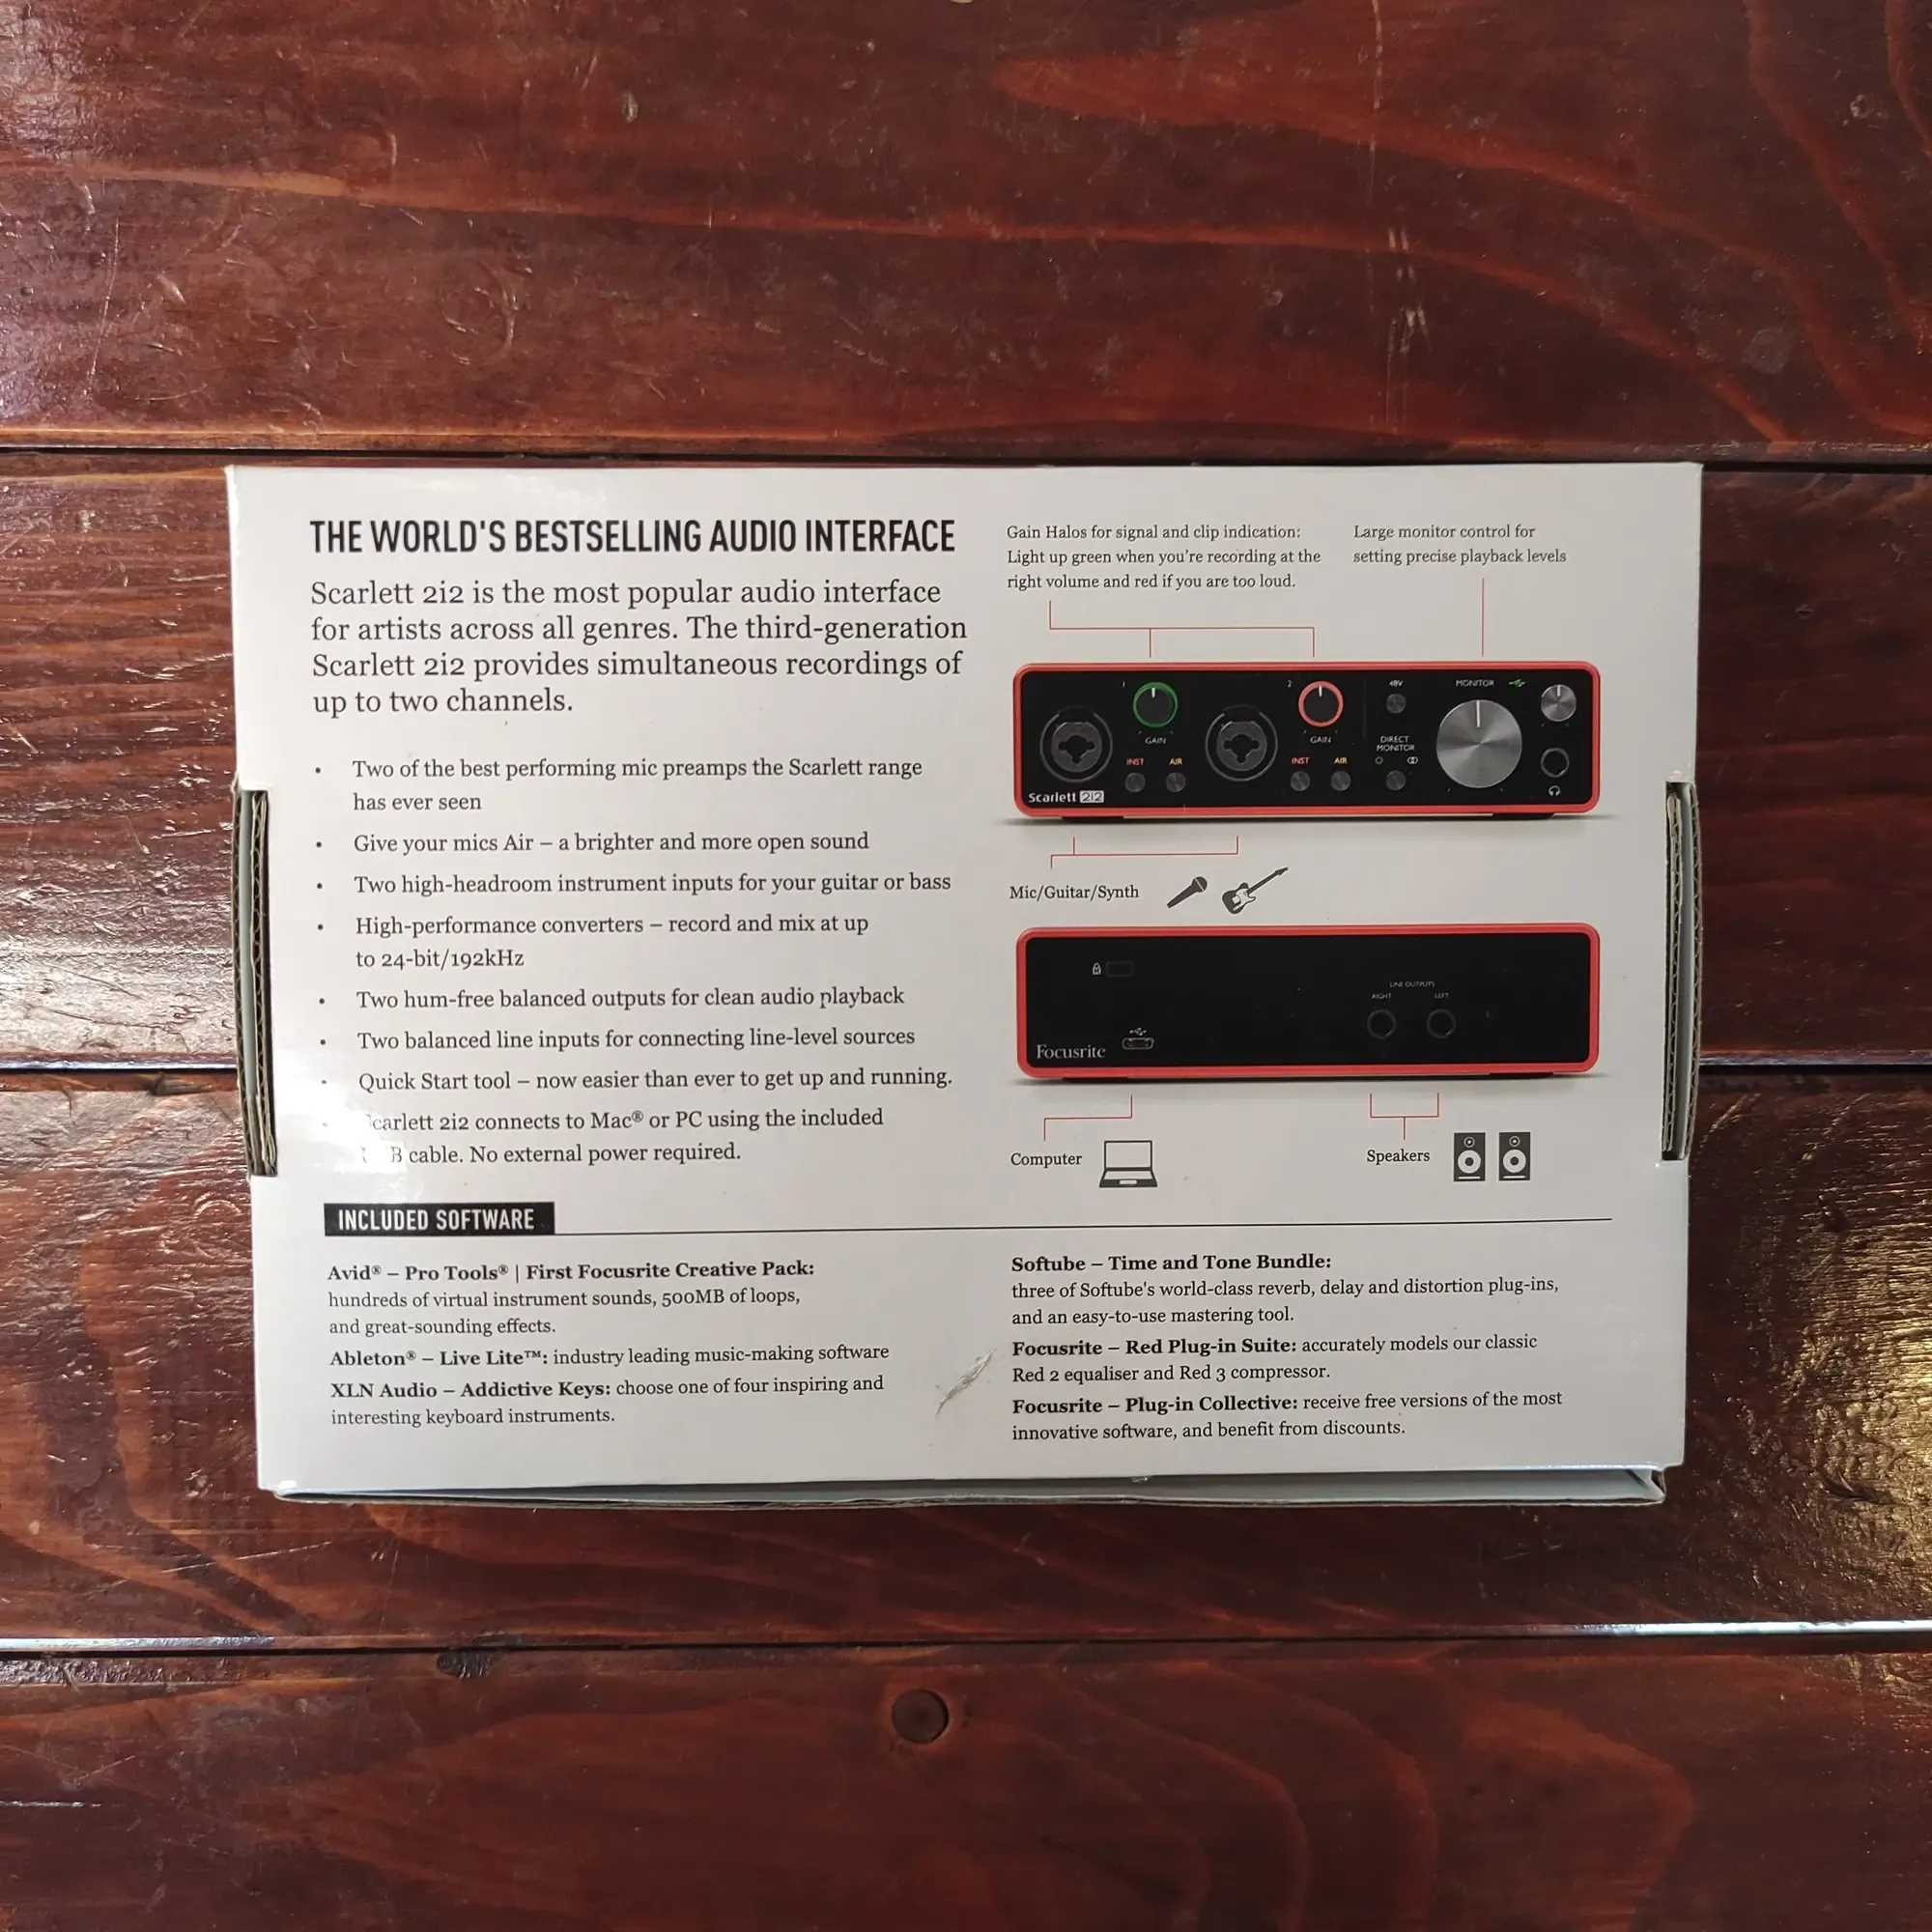 THE WORLD'S BESTSELLING AUDIO INTERFACE
Scarlett 2i2 is the most popular audio interface
for artists across all genres. The third-generation
Scarlett 2i2 provides simultaneous recordings of
up to two channels.
• Two of the best performing mic preamps the Scarlett range
has ever seen
• Give your mics Air – a brighter and more open sound
• Two high-headroom instrument inputs for your guitar or bass
• High-performance converters – record and mix at up
to 24-bit/192kHz
• Two hum-free balanced outputs for clean audio playback
• Two balanced line inputs for connecting line-level sources
• Quick Start tool – now easier than ever to get up and running.
• Scarlett 2i2 connects to Mac® or PC using the included
cable. No external power required.
Gain Halos for signal and clip indication:
Light up green when you're recording at the
right volume and red if you are too loud.
Large monitor control for
setting precise playback levels
1
GAIN
INST AIR
2
GAIN
INST AIR
48V
DIRECT
MONITOR
MONITOR
Scarlett 2i2
Mic/Guitar/Synth
LINE OUTPUTS
RIGHT LEFT
Focusrite
Computer
Speakers
INCLUDED SOFTWARE
Avid® – Pro Tools® | First Focusrite Creative Pack:
hundreds of virtual instrument sounds, 500MB of loops,
and great-sounding effects.
Ableton® – Live Lite™: industry leading music-making software
XLN Audio – Addictive Keys: choose one of four inspiring and
interesting keyboard instruments.
Softube – Time and Tone Bundle:
three of Softube's world-class reverb, delay and distortion plug-ins,
and an easy-to-use mastering tool.
Focusrite – Red Plug-in Suite: accurately models our classic
Red 2 equaliser and Red 3 compressor.
Focusrite – Plug-in Collective: receive free versions of the most
innovative software, and benefit from discounts.